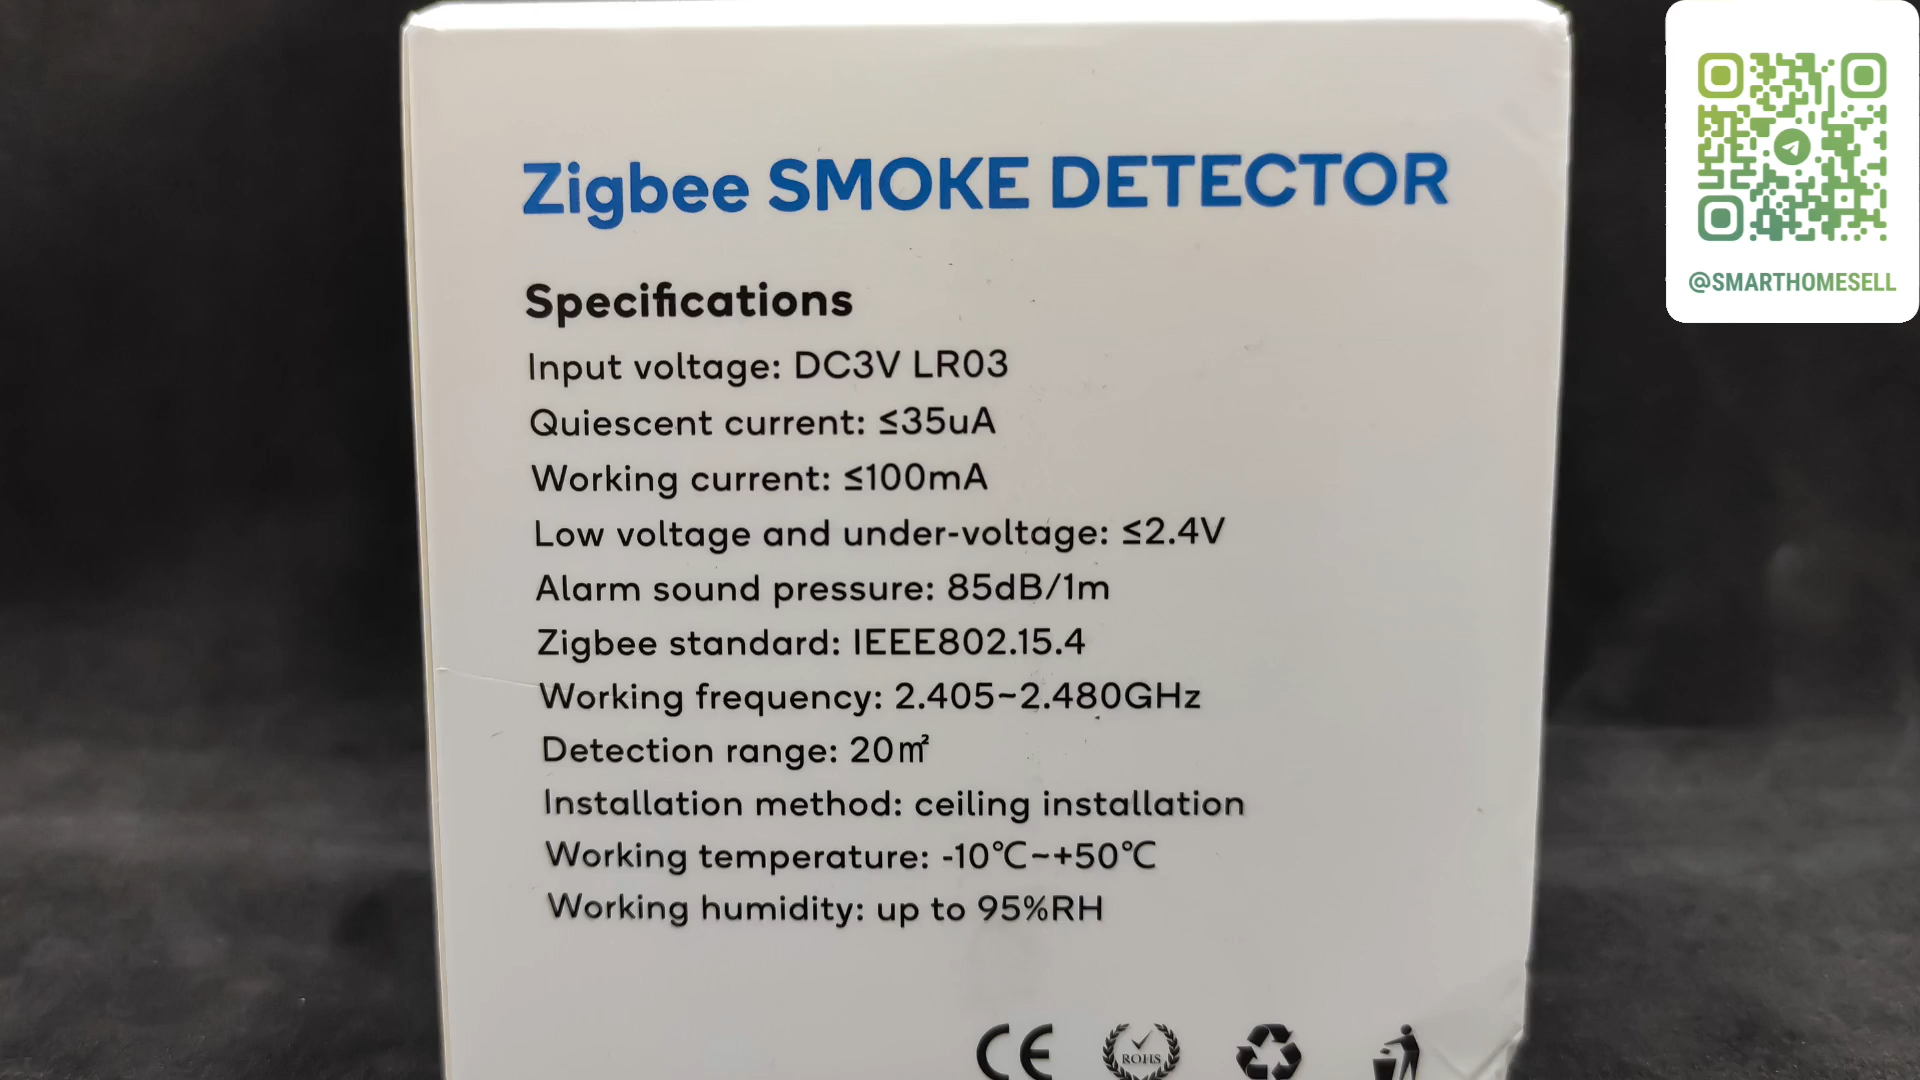 Zigbee SMOKE DETECTOR
Specifications
Input voltage: DC3V LR03
Quiescent current: ≤35uA
Working current: ≤100mA
Low voltage and under-voltage: ≤2.4V
Alarm sound pressure: 85dB/1m
Zigbee standard: IEEE802.15.4
Working frequency: 2.405~2.480GHz
Detection range: 20㎡
Installation method: ceiling installation
Working temperature: -10℃~+50℃
Working humidity: up to 95%RH
CE
ROHS
@SMARTHOMESELL